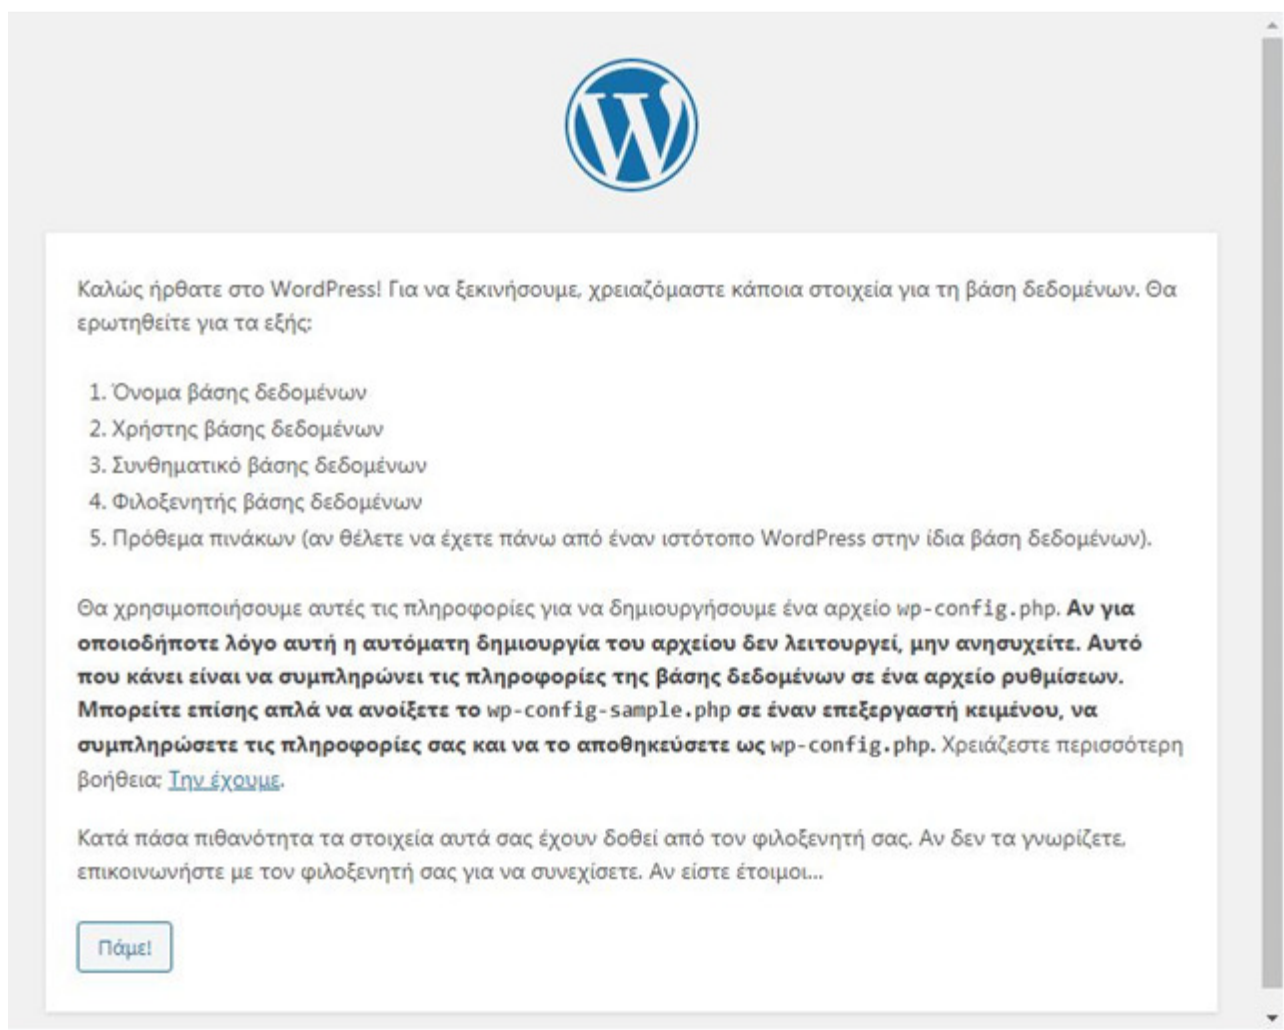 Καλώς ήρθατε στο WordPress! Για να ξεκινήσουμε, χρειαζόμαστε κάποια στοιχεία για τη βάση δεδομένων. Θα
ερωτηθείτε για τα εξής:
1. Όνομα βάσης δεδομένων
2. Χρήστης βάσης δεδομένων
3. Συνθηματικό βάσης δεδομένων
4. Φιλοξενητής βάσης δεδομένων
5. Πρόθεμα πινάκων (αν θέλετε να έχετε πάνω από έναν ιστότοπο WordPress στην ίδια βάση δεδομένων).
Θα χρησιμοποιήσουμε αυτές τις πληροφορίες για να δημιουργήσουμε ένα αρχείο wp-config.php. Αν για
οποιοδήποτε λόγο αυτή η αυτόματη δημιουργία του αρχείου δεν λειτουργεί, μην ανησυχείτε. Αυτό
που κάνει είναι να συμπληρώνει τις πληροφορίες της βάσης δεδομένων σε ένα αρχείο ρυθμίσεων.
Μπορείτε επίσης απλά να ανοίξετε το wp-config-sample.php σε έναν επεξεργαστή κειμένου, να
συμπληρώσετε τις πληροφορίες σας και να το αποθηκεύσετε ως wp-config.php. Χρειάζεστε περισσότερη
βοήθεια; Την έχουμε.
Κατά πάσα πιθανότητα τα στοιχεία αυτά σας έχουν δοθεί από τον φιλοξενητή σας. Αν δεν τα γνωρίζετε,
επικοινωνήστε με τον φιλοξενητή σας για να συνεχίσετε. Αν είστε έτοιμοι...
Πάμε!